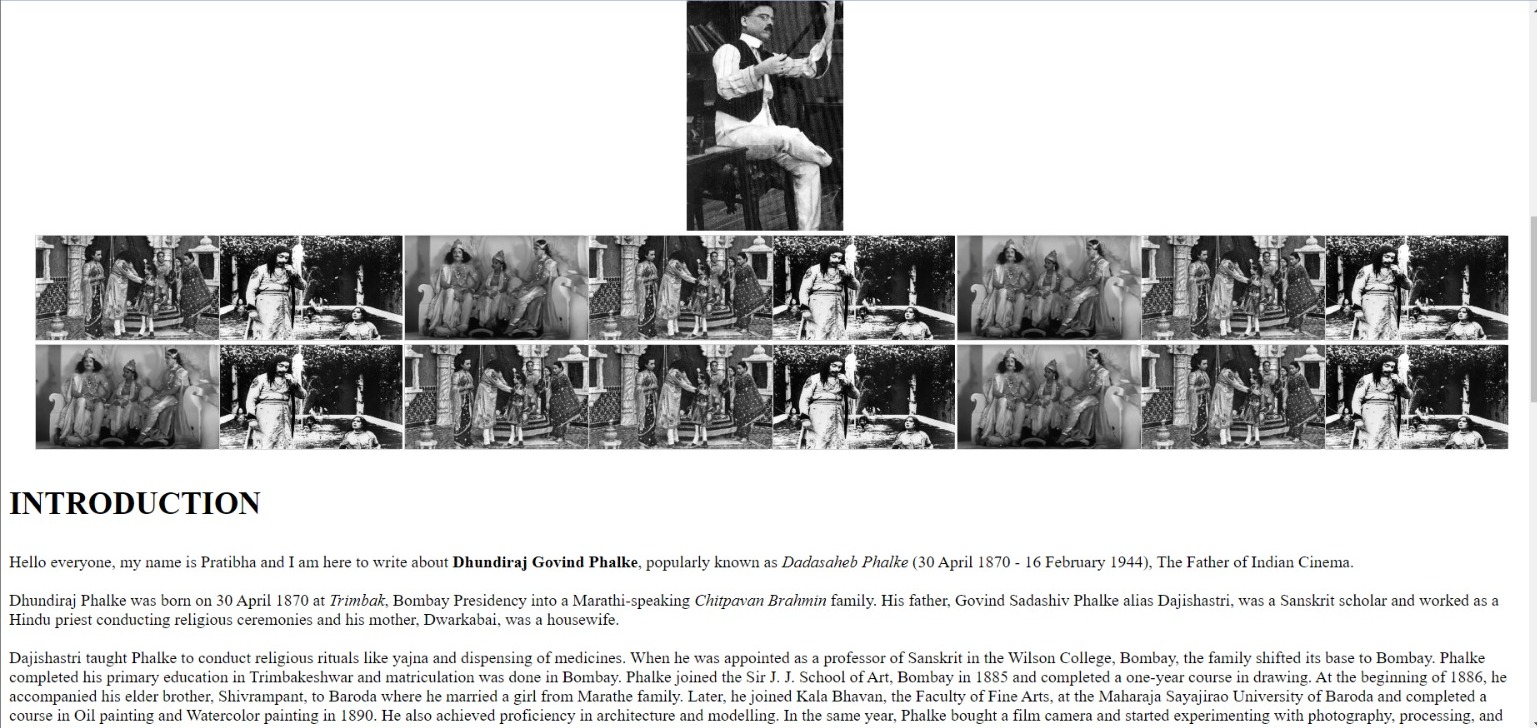 INTRODUCTION
Hello everyone, my name is Pratibha and I am here to write about Dhundiraj Govind Phalke, popularly known as Dadasaheb Phalke (30 April 1870 - 16 February 1944), The Father of Indian Cinema.
Dhundiraj Phalke was born on 30 April 1870 at Trimbak, Bombay Presidency into a Marathi-speaking Chitpavan Brahmin family. His father, Govind Sadashiv Phalke alias Dajishastri, was a Sanskrit scholar and worked as a
Hindu priest conducting religious ceremonies and his mother, Dwarkabai, was a housewife.
Dajishastri taught Phalke to conduct religious rituals like yajna and dispensing of medicines. When he was appointed as a professor of Sanskrit in the Wilson College, Bombay, the family shifted its base to Bombay. Phalke
completed his primary education in Trimbakeshwar and matriculation was done in Bombay. Phalke joined the Sir J. J. School of Art, Bombay in 1885 and completed a one-year course in drawing. At the beginning of 1886, he
accompanied his elder brother, Shivrampant, to Baroda where he married a girl from Marathe family. Later, he joined Kala Bhavan, the Faculty of Fine Arts, at the Maharaja Sayajirao University of Baroda and completed a
course in Oil painting and Watercolor painting in 1890. He also achieved proficiency in architecture and modelling. In the same year, Phalke bought a film camera and started experimenting with photography, processing, and